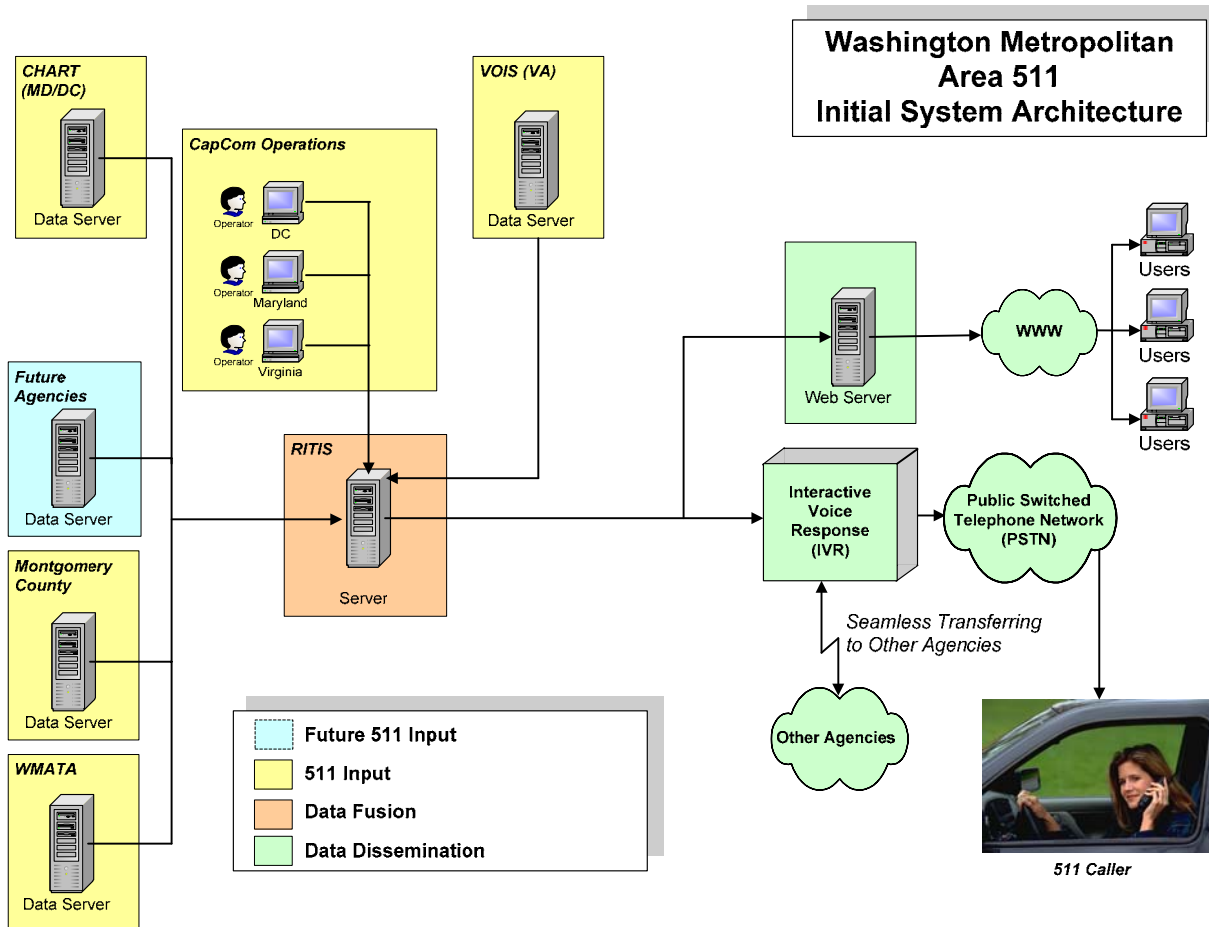 Washington Metropolitan
Area 511
Initial System Architecture
CHART
(MD/DC)
Data Server
CapCom Operations
Operator
DC
Operator
Maryland
Operator
Virginia
VOIS (VA)
Data Server
Future
Agencies
Data Server
Montgomery
County
Data Server
WMATA
Data Server
RITIS
Server
Web Server
WWW
Users
Users
Users
Interactive
Voice
Response
(IVR)
Public Switched
Telephone Network
(PSTN)
Seamless Transferring
to Other Agencies
Other Agencies
511 Caller
Future 511 Input
511 Input
Data Fusion
Data Dissemination